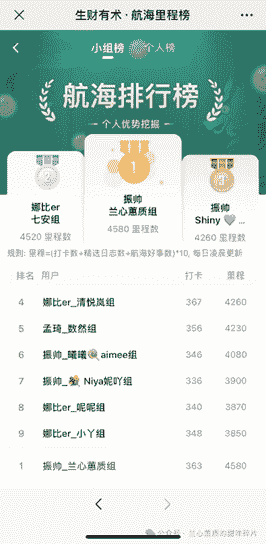 生财有术·航海里程榜
小组榜 个人榜
航海排行榜
个人优势挖掘
娜比er
七安组
4520 里程数
1
振帅
兰心蕙质组
4580 里程数
振帅
Shiny 🤍 ...
4260 里程数
规则: 里程=(打卡数+精选日志数+航海好事数)*10, 每日凌晨更新
排名 用户 打卡 里程
4 娜比er_清悦岚组 367 4260
5 孟琦_数然组 356 4230
6 振帅_曦曦aimee组 346 4080
7 振帅_Niya妮吖组 336 3900
8 娜比er_呢呢组 340 3870
9 娜比er_小丫组 348 3850
1 振帅_兰心蕙质组 363 4580
公众号·兰心蕙质的